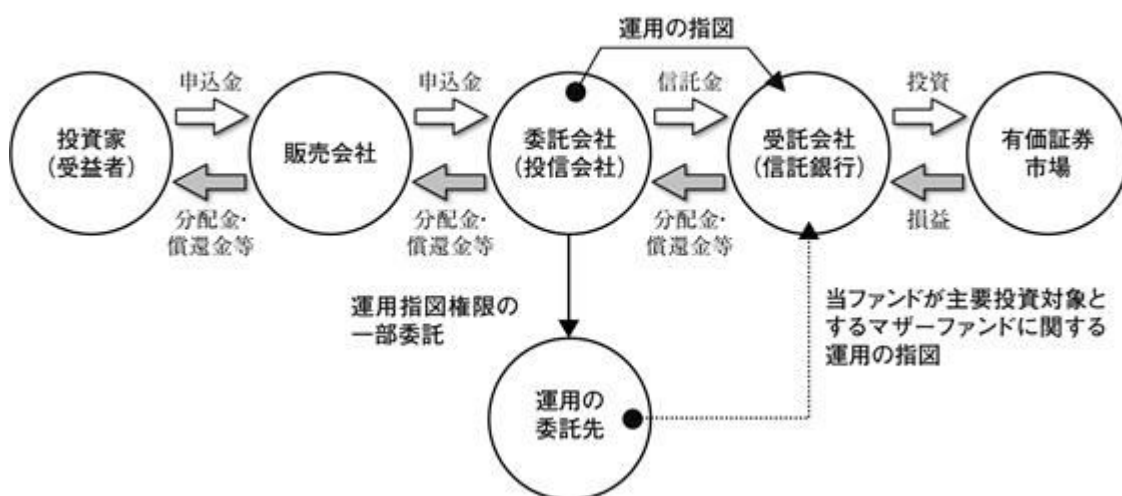 運用の指図
申込金
申込金
信託金
投資
投資家
(受益者)
販売会社
委託会社
(投信会社)
受託会社
(信託銀行)
有価証券
市場
分配金・
償還金等
分配金・
償還金等
分配金・
償還金等
損益
運用指図権限の
一部委託
当ファンドが主要投資対象と
するマザーファンドに関する
運用の指図
運用の
委託先